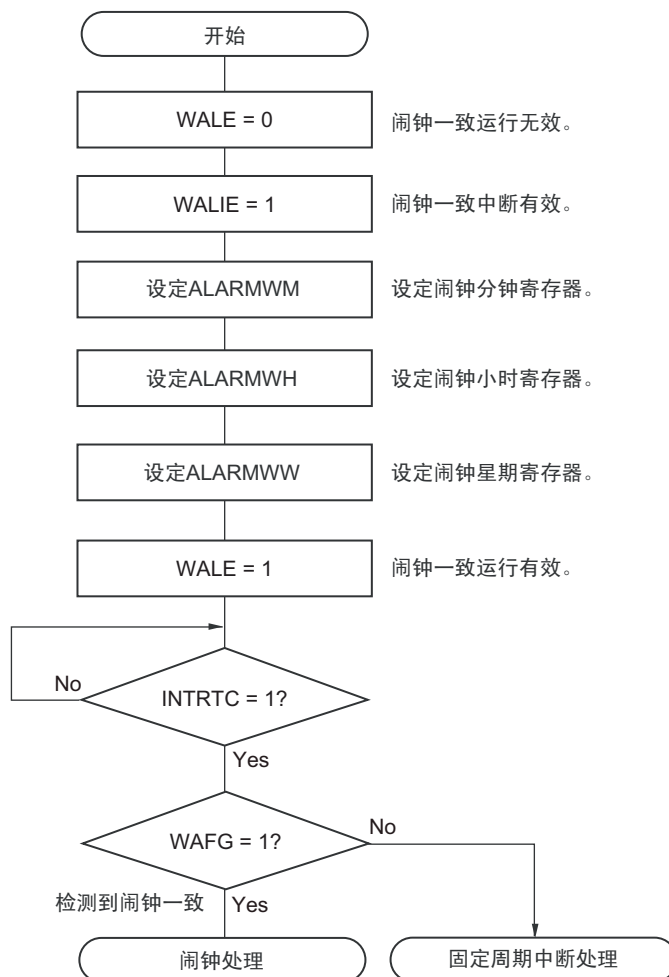 开始
WALE = 0
闹钟一致运行无效。
WALIE = 1
闹钟一致中断有效。
设定ALARMWM
设定闹钟分钟寄存器。
设定ALARMWH
设定闹钟小时寄存器。
设定ALARMWW
设定闹钟星期寄存器。
WALE = 1
闹钟一致运行有效。
No
INTRTC = 1?
Yes
WAFG = 1?
No
检测到闹钟一致
Yes
闹钟处理
固定周期中断处理